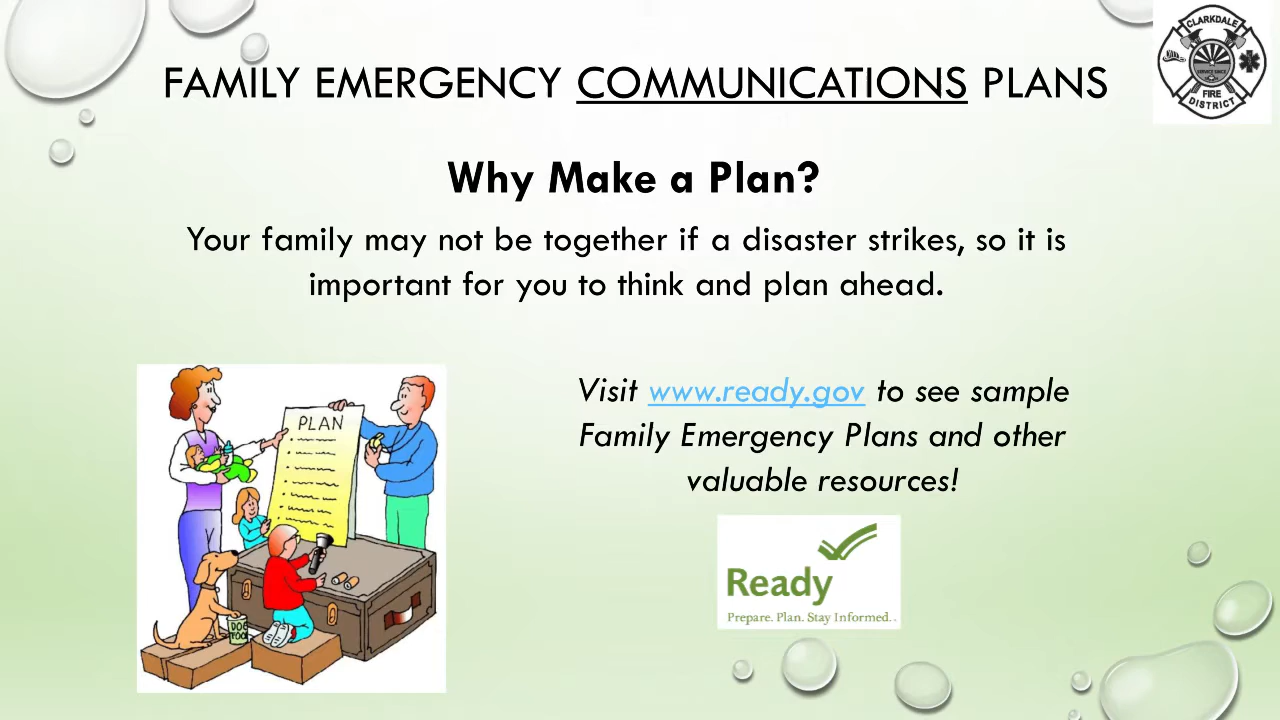 FAMILY EMERGENCY COMMUNICATIONS PLANS
CLARKDALE
FIRE
DISTRICT
Why Make a Plan?
Your family may not be together if a disaster strikes, so it is
important for you to think and plan ahead.
PLAN
DOG
FOOD
Visit www.ready.gov to see sample
Family Emergency Plans and other
valuable resources!
Ready
Prepare. Plan. Stay Informed.